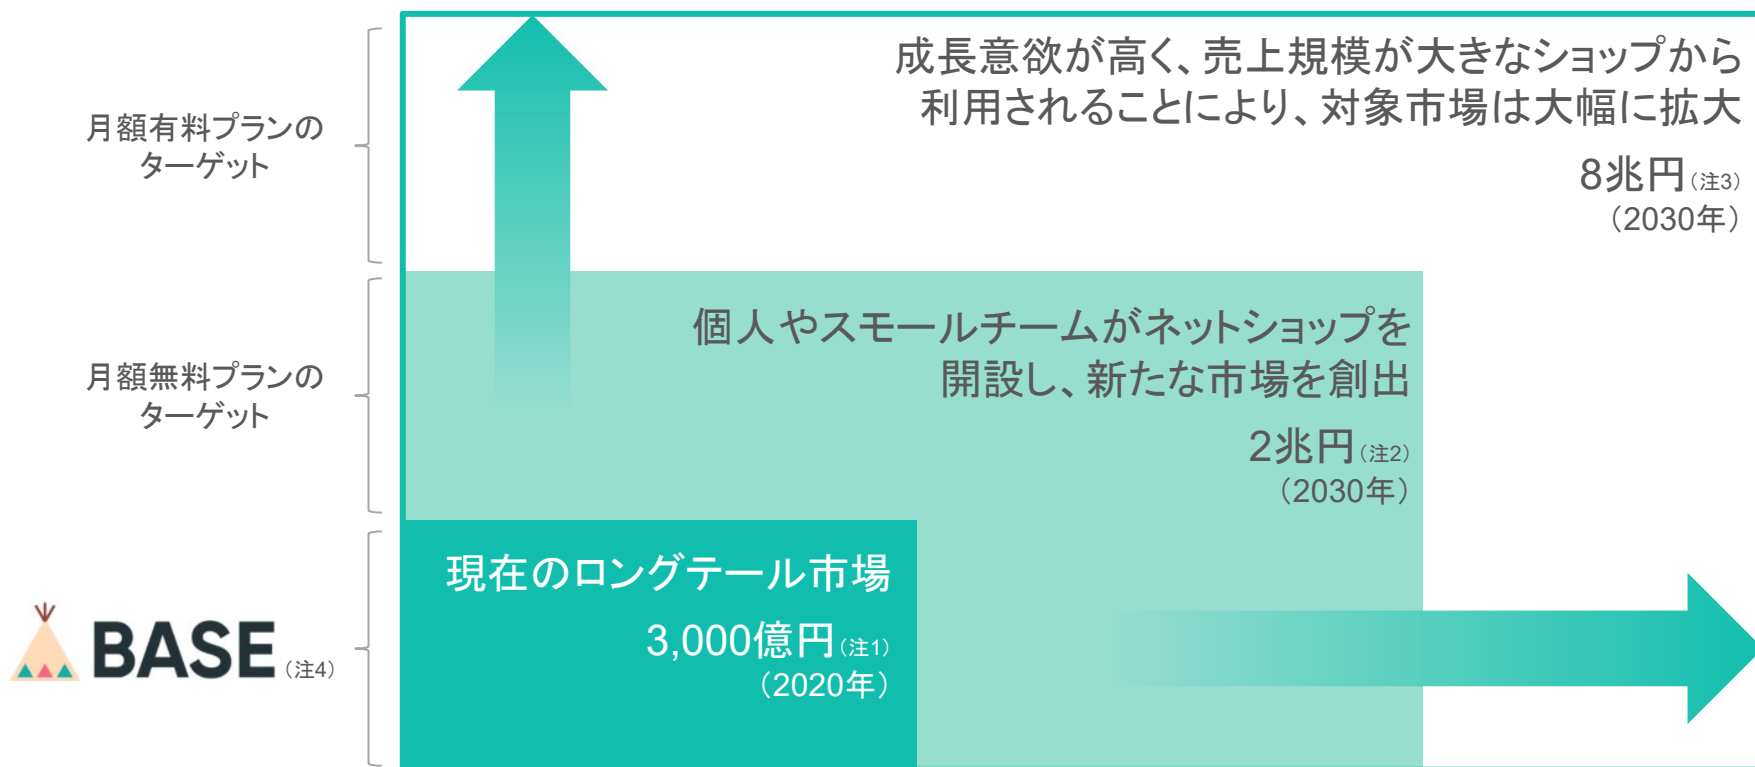 成長意欲が高く、売上規模が大きなショップから
利用されることにより、対象市場は大幅に拡大
8兆円（注3）
（2030年）
月額有料プランの
ターゲット
個人やスモールチームがネットショップを
開設し、新たな市場を創出
2兆円（注2）
（2030年）
月額無料プランの
ターゲット
現在のロングテール市場
3,000億円（注1）
（2020年）
BASE（注4）